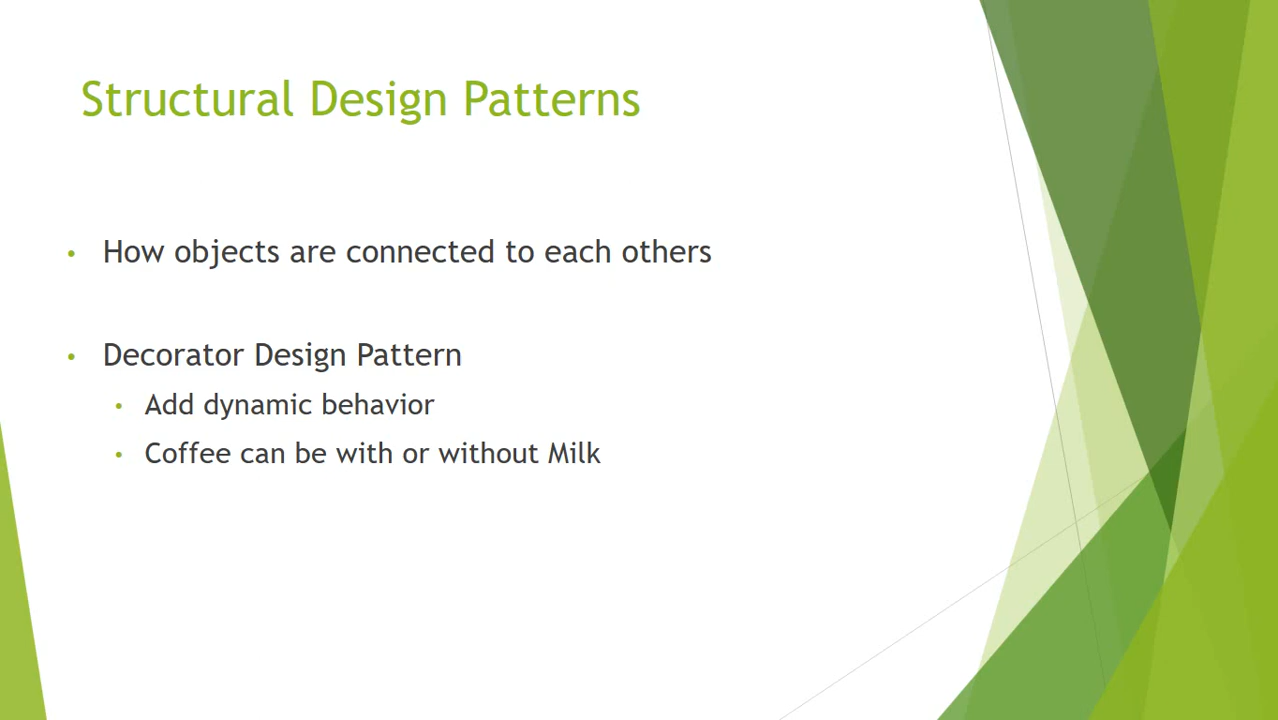 Structural Design Patterns
• How objects are connected to each others
• Decorator Design Pattern
• Add dynamic behavior
• Coffee can be with or without Milk